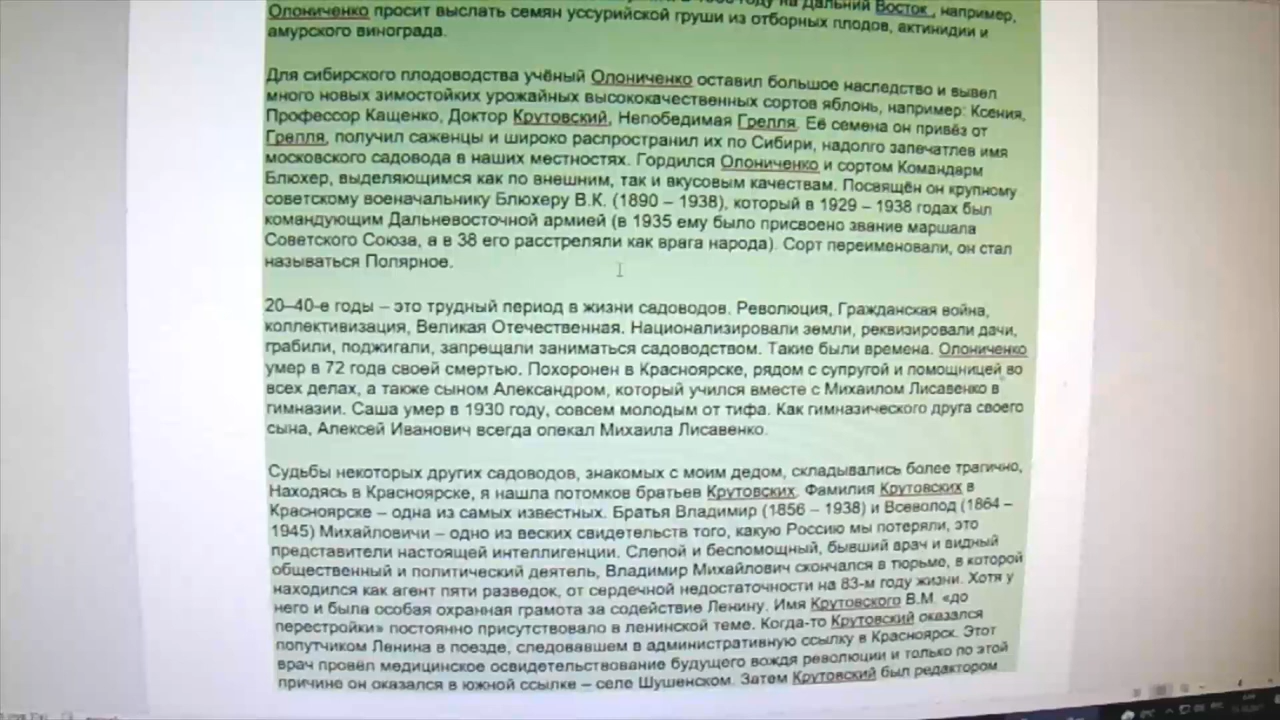 году на Дальний Восток , например,
Олониченко просит выслать семян уссурийской груши из отборных плодов, актинидии и
амурского винограда.
Для сибирского плодоводства учёный Олониченко оставил большое наследство и вывел
много новых зимостойких урожайных высококачественных сортов яблонь, например: Ксения,
Профессор Кащенко, Доктор Крутовский, Непобедимая Грелля. Её семена он привёз от
Грелля, получил саженцы и широко распространил их по Сибири, надолго запечатлев имя
московского садовода в наших местностях. Гордился Олониченко и сортом Командарм
Блюхер, выделяющимся как по внешним, так и вкусовым качествам. Посвящён он крупному
советскому военачальнику Блюхеру В.К. (1890 – 1938), который в 1929 – 1938 годах был
командующим Дальневосточной армией (в 1935 ему было присвоено звание маршала
Советского Союза, а в 38 его расстреляли как врага народа). Сорт переименовали, он стал
называться Полярное.
20–40-е годы – это трудный период в жизни садоводов. Революция, Гражданская война,
коллективизация, Великая Отечественная. Национализировали земли, реквизировали дачи,
грабили, поджигали, запрещали заниматься садоводством. Такие были времена. Олониченко
умер в 72 года своей смертью. Похоронен в Красноярске, рядом с супругой и помощницей во
всех делах, а также сыном Александром, который учился вместе с Михаилом Лисавенко в
гимназии. Саша умер в 1930 году, совсем молодым от тифа. Как гимназического друга своего
сына, Алексей Иванович всегда опекал Михаила Лисавенко.
Судьбы некоторых других садоводов, знакомых с моим дедом, складывались более трагично,
Находясь в Красноярске, я нашла потомков братьев Крутовских. Фамилия Крутовских в
Красноярске – одна из самых известных. Братья Владимир (1856 – 1938) и Всеволод (1864 –
1945) Михайловичи – одно из веских свидетельств того, какую Россию мы потеряли, это
представители настоящей интеллигенции. Слепой и беспомощный, бывший врач и видный
общественный и политический деятель, Владимир Михайлович скончался в тюрьме, в которой
находился как агент пяти разведок, от сердечной недостаточности на 83-м году жизни. Хотя у
него и была особая охранная грамота за содействие Ленину. Имя Крутовского В.М. «до
перестройки» постоянно присутствовало в ленинской теме. Когда-то Крутовский оказался
попутчиком Ленина в поезде, следовавшем в административную ссылку в Красноярск. Этот
врач провёл медицинское освидетельствование будущего вождя революции и только по этой
причине он оказался в южной ссылке – селе Шушенском. Затем Крутовский был редактором